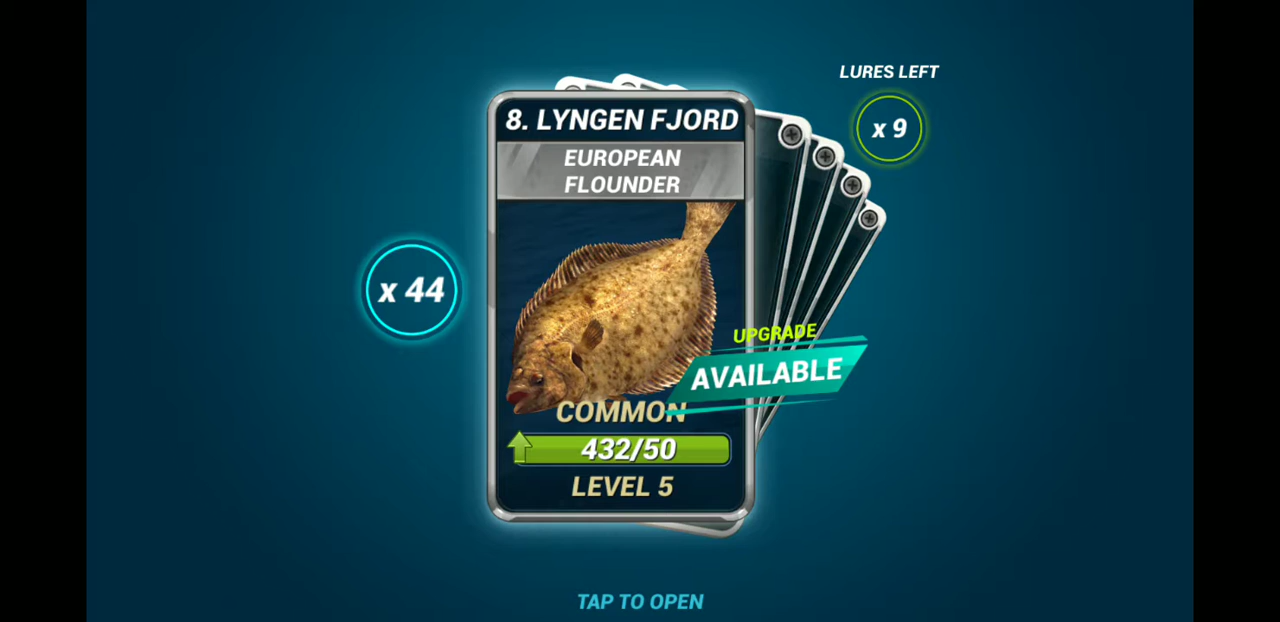 LURES LEFT
x 9
8. LYNGEN FJORD
EUROPEAN
FLOUNDER
x 44
UPGRADE
AVAILABLE
COMMON
432/50
LEVEL 5
TAP TO OPEN